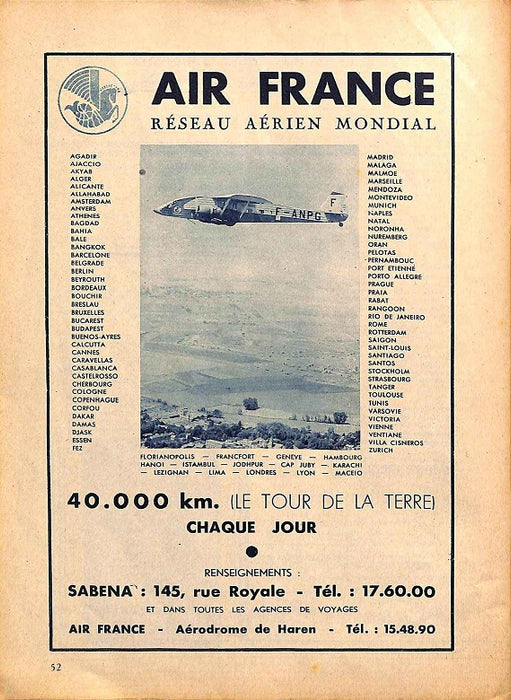 AIR FRANCE
RÉSEAU AÉRIEN MONDIAL
AGADIR
AJACCIO
AKYAB
ALGER
ALICANTE
ALLAHABAD
AMSTERDAM
ANVERS
ATHENES
BAGDAD
BAHIA
BALE
BANGKOK
BARCELONE
BELGRADE
BERLIN
BEYROUTH
BORDEAUX
BOUCHIR
BRESLAU
BRUXELLES
BUCAREST
BUDAPEST
BUENOS-AYRES
CALCUTTA
CANNES
CARAVELLAS
CASABLANCA
CASTELROSSO
CHERBOURG
COLOGNE
COPENHAGUE
CORFOU
DAKAR
DAMAS
DJASK
ESSEN
FEZ
F
F-ANPG
MADRID
MALAGA
MALMOE
MARSEILLE
MENDOZA
MONTEVIDEO
MUNICH
NAPLES
NATAL
NORONHA
NUREMBERG
ORAN
PELOTAS
PERNAMBOUC
PORT ETIENNÉ
PORTO ALLEGRE
PRAGUE
PRAIA
RABAT
RANGOON
RIO DE JANEIRO
ROME
ROTTERDAM
SAIGON
SAINT-LOUIS
SANTIAGO
SANTOS
STOCKHOLM
STRASBOURG
TANGER
TOULOUSE
TUNIS
VARSOVIE
VICTORIA
VIENNE
VENTIANE
VILLA CISNEROS
ZURICH
FLORIANOPOLIS — FRANCFORT — GENEVE — HAMBOURG
HANOI — ISTAMBUL — JODHPUR — CAP JUBY — KARACHI
— LEZIGNAN — LIMA — LONDRES — LYON — MACEIO
40.000 km. (LE TOUR DE LA TERRE)
CHAQUE JOUR
RENSEIGNEMENTS :
SABENA : 145, rue Royale - Tél. : 17.60.00
ET DANS TOUTES LES AGENCES DE VOYAGES
AIR FRANCE - Aérodrome de Haren - Tél. : 15.48.90
52